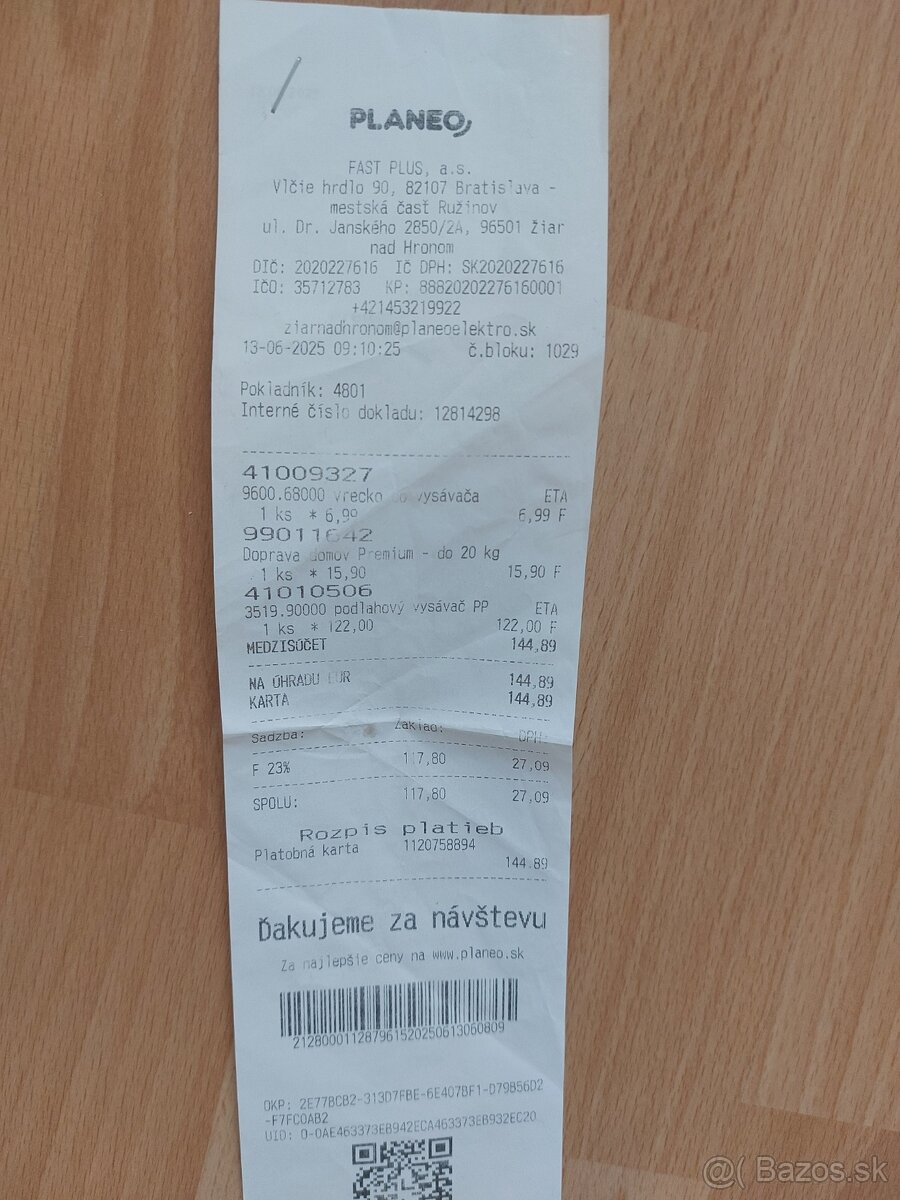 PLANEO
FAST PLUS, a.s.
Vlčie hrdlo 90, 82107 Bratislava -
mestská časť Ružinov
ul. Dr. Janského 2850/2A, 96501 Žiar
nad Hronom
DIČ: 2020227616 IČ DPH: SK2020227616
IČO: 35712783 KP: 88820202276160001
+421453219922
ziarnadhronom@planeoelektro.sk
13-06-2025 09:10:25 č.bloku: 1029
Pokladník: 4801
Interné číslo dokladu: 12814298
41009327
9600.68000 vrecko do vysávača ETA
1 ks * 6,99 6,99 F
99011642
Doprava domov Premium - do 20 kg
1 ks * 15,90 15,90 F
41010506
3519.90000 podlahový vysávač PP ETA
1 ks * 122,00 122,00 F
MEDZISÚČET 144,89
NA ÚHRADU EUR 144,89
KARTA 144,89
Sadzba: Základ: DPH:
F 23% 117,80 27,09
SPOLU: 117,80 27,09
Rozpis platieb
Platobná karta 1120758894
144,89
Ďakujeme za návštevu
Za najlepšie ceny na www.planeo.sk
212800011287961520250613060809
OKP: 2E77BCB2-313D7FBE-6E407BF1-D79B56D2
-F7FC0AB2
UID: O-0AE463373EB942ECA463373EB932EC20
@( Bazos.sk